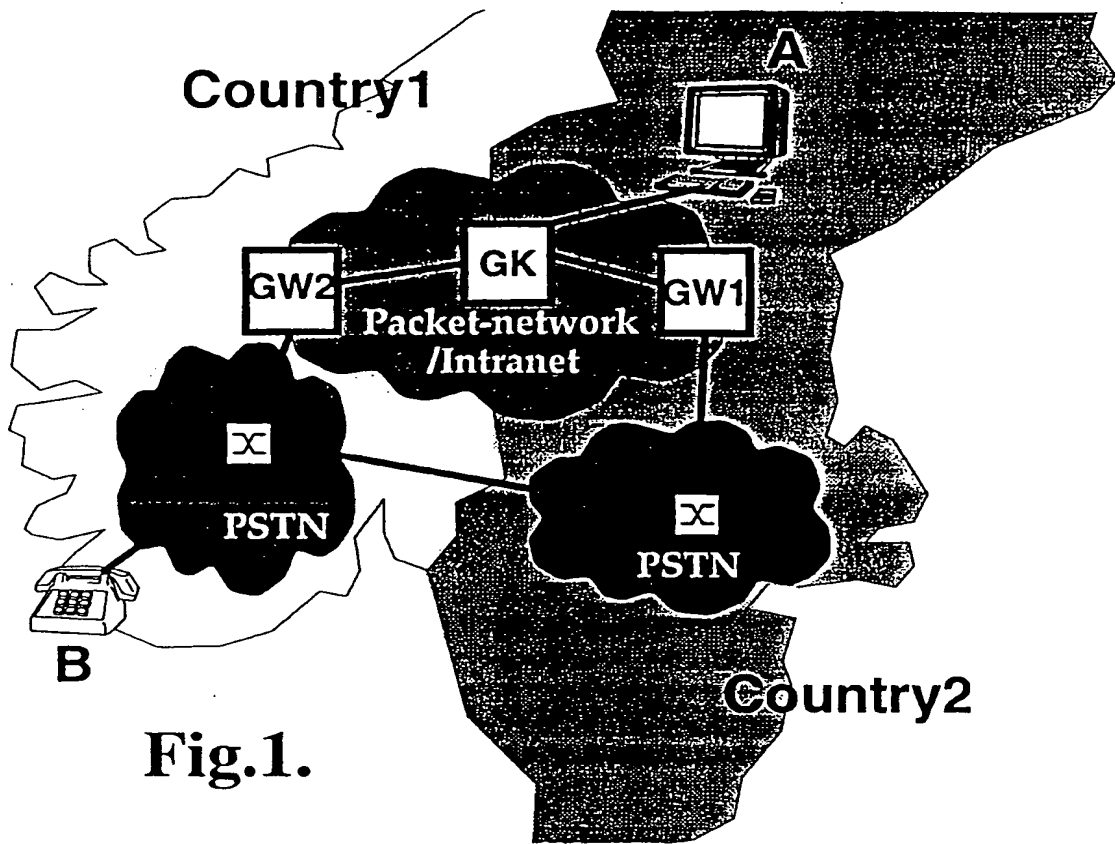 A
Country1
GK
GW2
GW1
Packet-network
/Intranet
PSTN
PSTN
B
Country2
Fig.1.